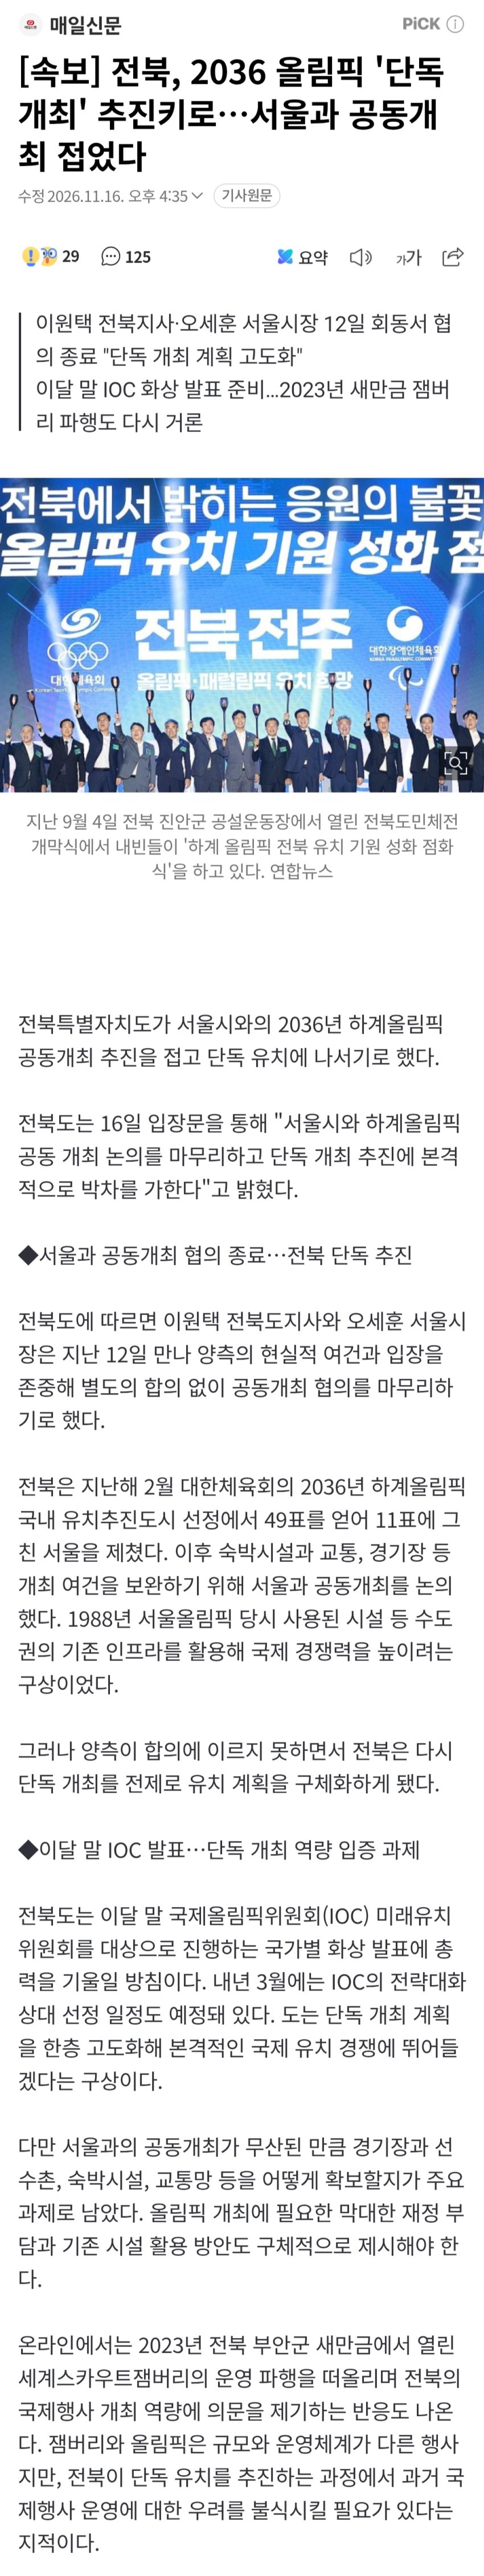 매일신문
PiCK
[속보] 전북, 2036 올림픽 '단독
개최' 추진키로…서울과 공동개
최 접었다
수정 2026.11.16. 오후 4:35
기사원문
29
125
요약
가가
이원택 전북지사·오세훈 서울시장 12일 회동서 협
의 종료 "단독 개최 계획 고도화"
이달 말 IOC 화상 발표 준비…2023년 새만금 잼버
리 파행도 다시 거론
전북에서 밝히는 응원의 불꽃
올림픽 유치 기원 성화 점
전북 전주
대한체육회
Korean Sport & Olympic Committee
대한장애인체육회
KOREA PARALYMPIC COMMITTEE
올림픽·패럴림픽 유치 희망
지난 9월 4일 전북 진안군 공설운동장에서 열린 전북도민체전
개막식에서 내빈들이 '하계 올림픽 전북 유치 기원 성화 점화
식'을 하고 있다. 연합뉴스
전북특별자치도가 서울시와의 2036년 하계올림픽
공동개최 추진을 접고 단독 유치에 나서기로 했다.
전북도는 16일 입장문을 통해 "서울시와 하계올림픽
공동 개최 논의를 마무리하고 단독 개최 추진에 본격
적으로 박차를 가한다"고 밝혔다.
◆서울과 공동개최 협의 종료…전북 단독 추진
전북도에 따르면 이원택 전북도지사와 오세훈 서울시
장은 지난 12일 만나 양측의 현실적 여건과 입장을
존중해 별도의 합의 없이 공동개최 협의를 마무리하
기로 했다.
전북은 지난해 2월 대한체육회의 2036년 하계올림픽
국내 유치추진도시 선정에서 49표를 얻어 11표에 그
친 서울을 제쳤다. 이후 숙박시설과 교통, 경기장 등
개최 여건을 보완하기 위해 서울과 공동개최를 논의
했다. 1988년 서울올림픽 당시 사용된 시설 등 수도
권의 기존 인프라를 활용해 국제 경쟁력을 높이려는
구상이었다.
그러나 양측이 합의에 이르지 못하면서 전북은 다시
단독 개최를 전제로 유치 계획을 구체화하게 됐다.
◆이달 말 IOC 발표…단독 개최 역량 입증 과제
전북도는 이달 말 국제올림픽위원회(IOC) 미래유치
위원회를 대상으로 진행하는 국가별 화상 발표에 총
력을 기울일 방침이다. 내년 3월에는 IOC의 전략대화
상대 선정 일정도 예정돼 있다. 도는 단독 개최 계획
을 한층 고도화해 본격적인 국제 유치 경쟁에 뛰어들
겠다는 구상이다.
다만 서울과의 공동개최가 무산된 만큼 경기장과 선
수촌, 숙박시설, 교통망 등을 어떻게 확보할지가 주요
과제로 남았다. 올림픽 개최에 필요한 막대한 재정 부
담과 기존 시설 활용 방안도 구체적으로 제시해야 한
다.
온라인에서는 2023년 전북 부안군 새만금에서 열린
세계스카우트잼버리의 운영 파행을 떠올리며 전북의
국제행사 개최 역량에 의문을 제기하는 반응도 나온
다. 잼버리와 올림픽은 규모와 운영체계가 다른 행사
지만, 전북이 단독 유치를 추진하는 과정에서 과거 국
제행사 운영에 대한 우려를 불식시킬 필요가 있다는
지적이다.